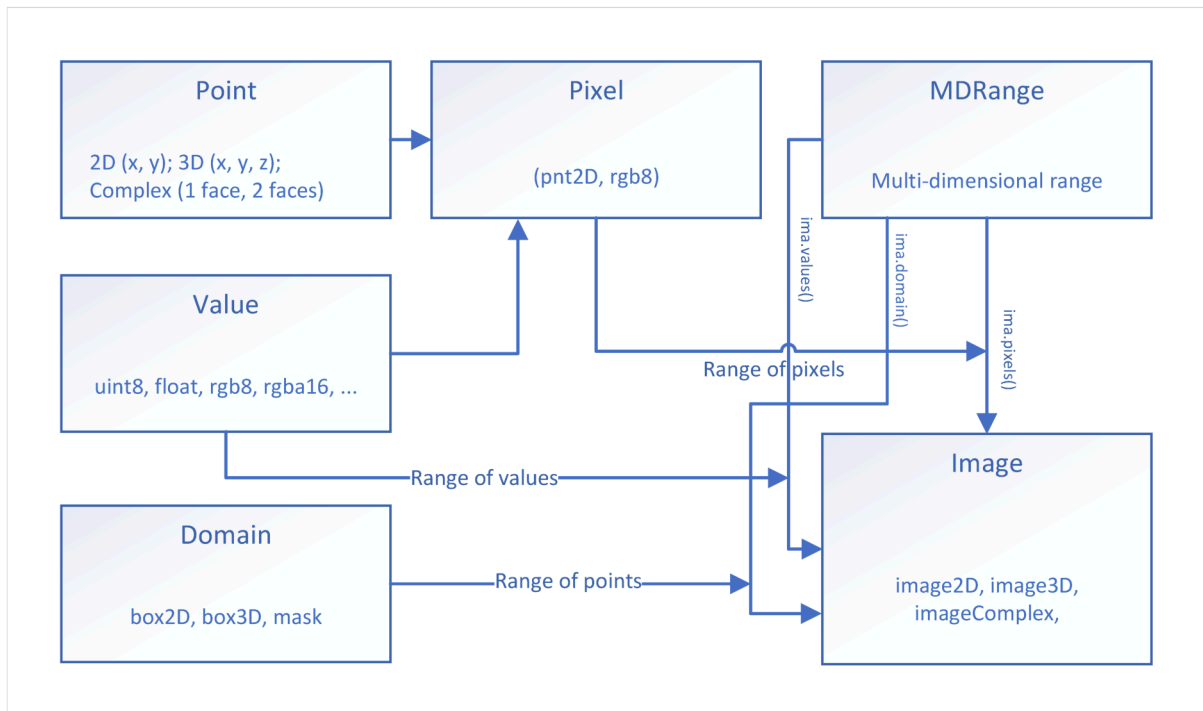 Point
2D (x, y); 3D (x, y, z);
Complex (1 face, 2 faces)
Pixel
(pnt2D, rgb8)
MDRange
Multi-dimensional range
ima.values()
ima.domain()
ima.pixels()
Value
uint8, float, rgb8, rgba16, ...
Range of pixels
Range of values
Domain
box2D, box3D, mask
Range of points
Image
image2D, image3D,
imageComplex,